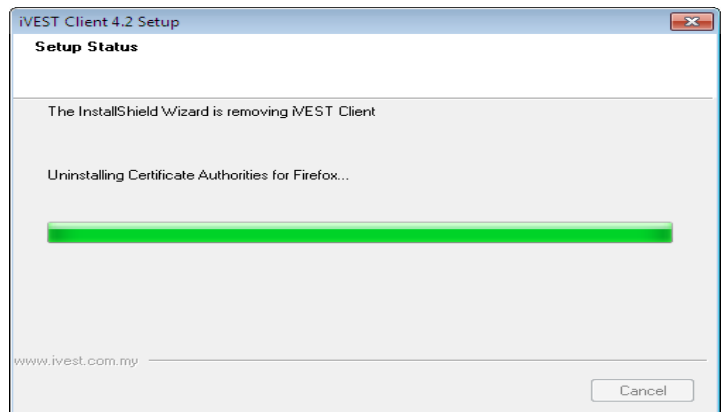 iVEST Client 4.2 Setup
Setup Status
The InstallShield Wizard is removing iVEST Client
Uninstalling Certificate Authorities for Firefox...
www.ivest.com.my
Cancel